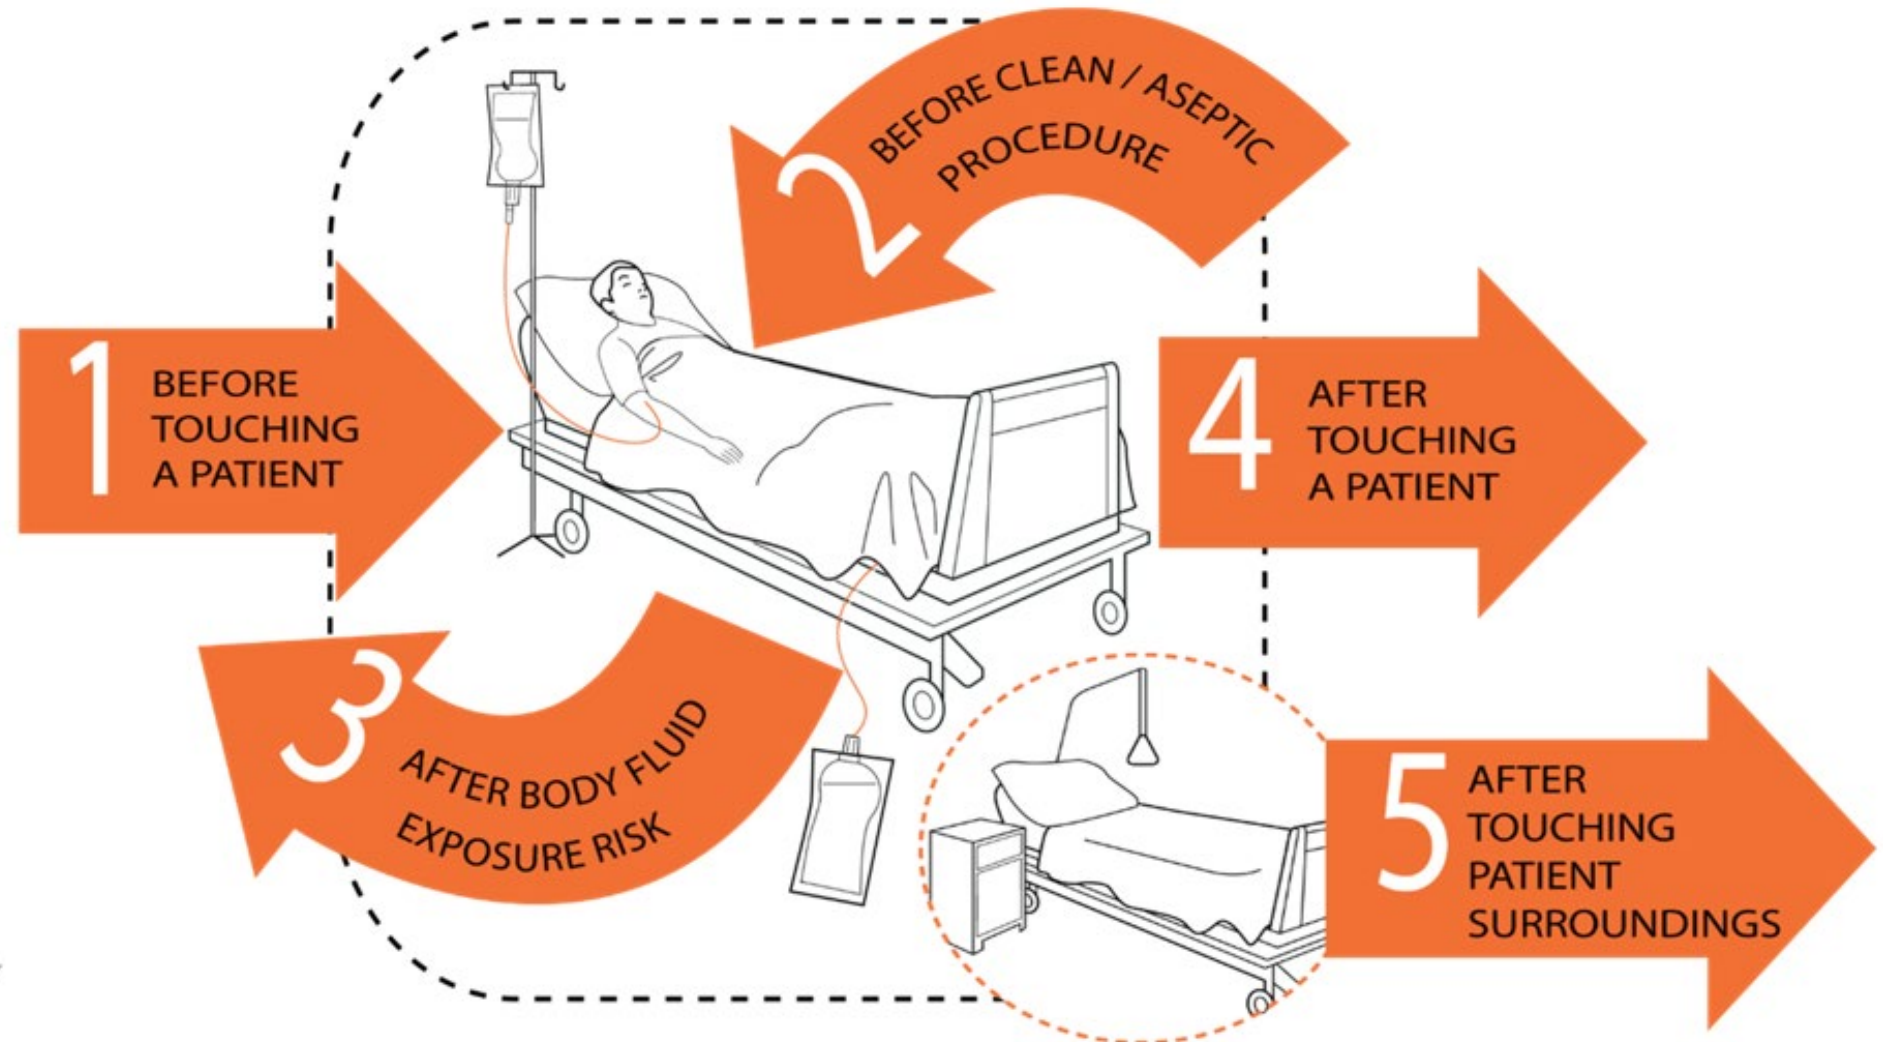 1
BEFORE
TOUCHING
A PATIENT
2
BEFORE CLEAN / ASEPTIC
PROCEDURE
3
AFTER BODY FLUID
EXPOSURE RISK
4
AFTER
TOUCHING
A PATIENT
5
AFTER
TOUCHING
PATIENT
SURROUNDINGS